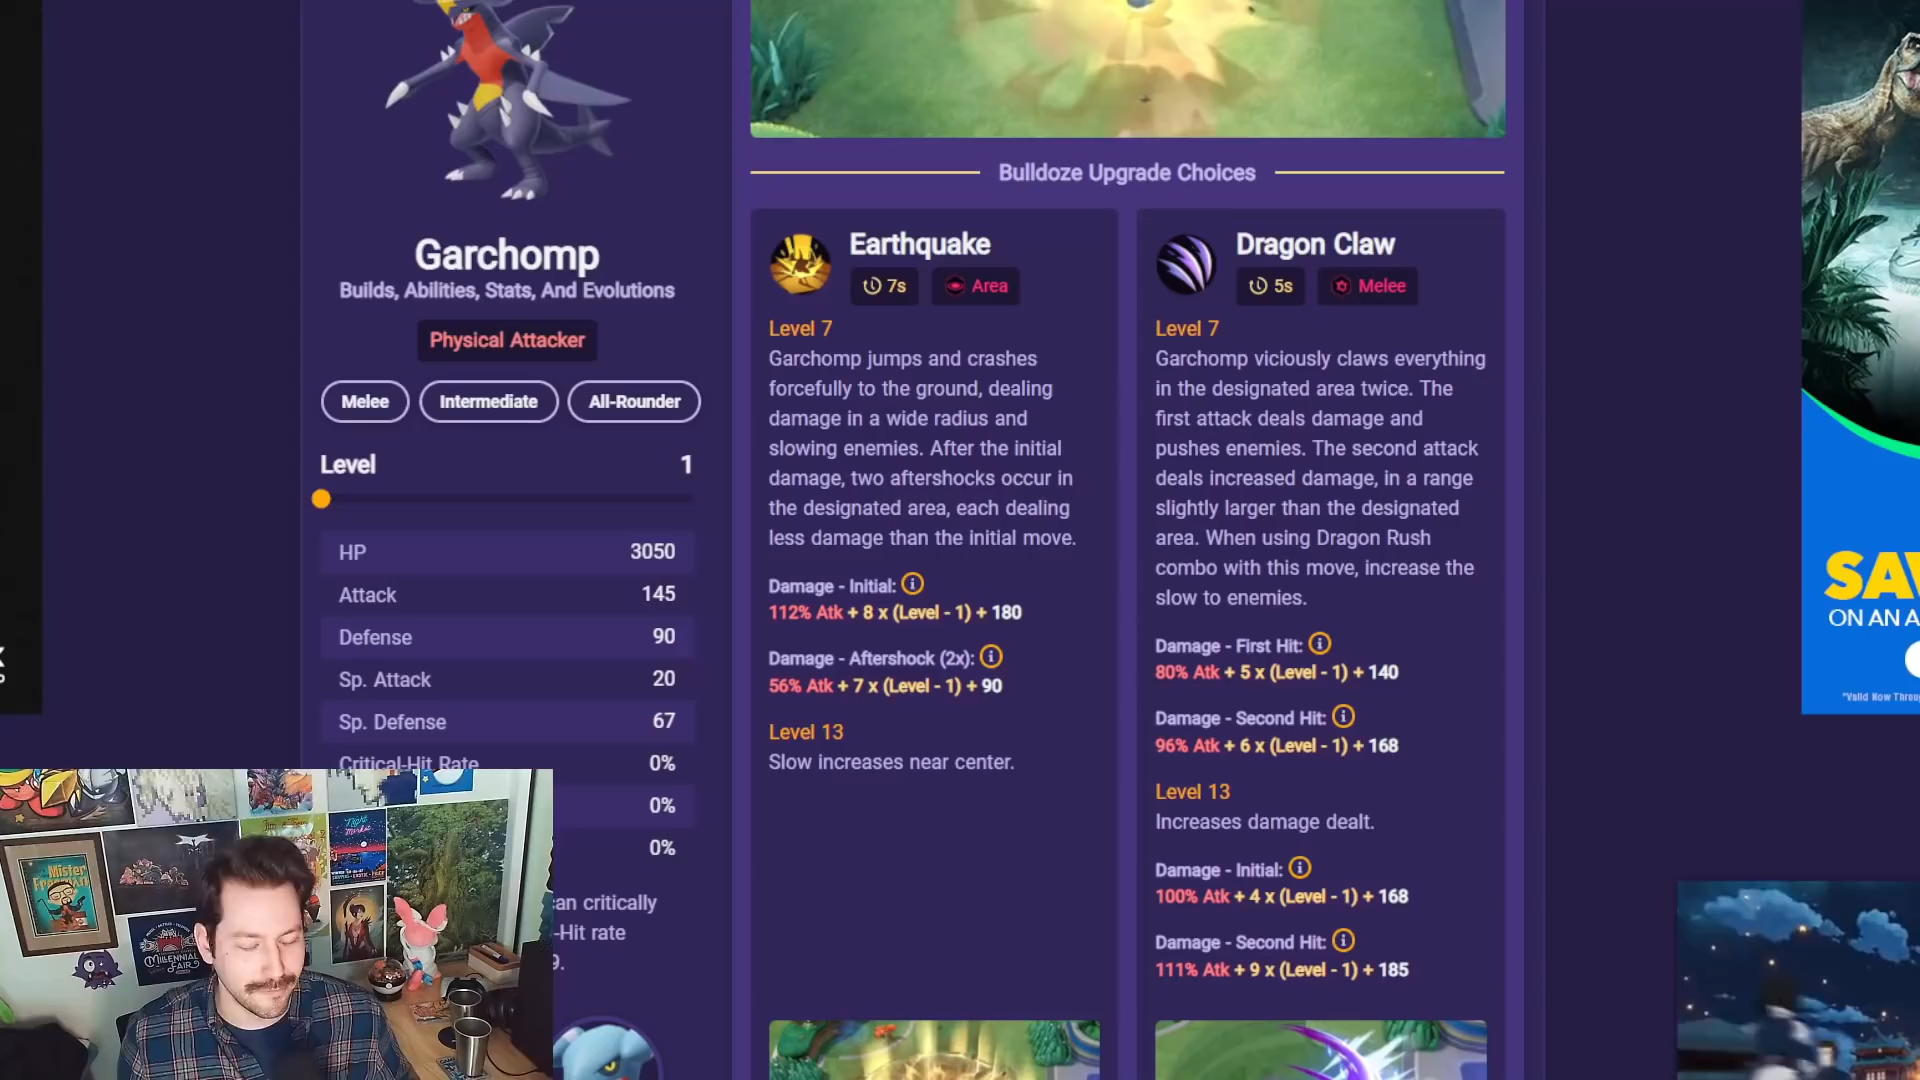 Garchomp
Builds, Abilities, Stats, And Evolutions
Physical Attacker
Melee
Intermediate
All-Rounder
Level 1
HP 3050
Attack 145
Defense 90
Sp. Attack 20
Sp. Defense 67
Critical-Hit Rate 0%
0%
0%
can critically
-Hit rate
9.
Bulldoze Upgrade Choices
Earthquake
7s
Area
Level 7
Garchomp jumps and crashes
forcefully to the ground, dealing
damage in a wide radius and
slowing enemies. After the initial
damage, two aftershocks occur in
the designated area, each dealing
less damage than the initial move.
Damage - Initial:
112% Atk + 8 x (Level - 1) + 180
Damage - Aftershock (2x):
56% Atk + 7 x (Level - 1) + 90
Level 13
Slow increases near center.
Dragon Claw
5s
Melee
Level 7
Garchomp viciously claws everything
in the designated area twice. The
first attack deals damage and
pushes enemies. The second attack
deals increased damage, in a range
slightly larger than the designated
area. When using Dragon Rush
combo with this move, increase the
slow to enemies.
Damage - First Hit:
80% Atk + 5 x (Level - 1) + 140
Damage - Second Hit:
96% Atk + 6 x (Level - 1) + 168
Level 13
Increases damage dealt.
Damage - Initial:
100% Atk + 4 x (Level - 1) + 168
Damage - Second Hit:
111% Atk + 9 x (Level - 1) + 185
SAV
ON AN A
*Valid Now Throu
Night
Market
Mister
MILLENNIAL
FAIR